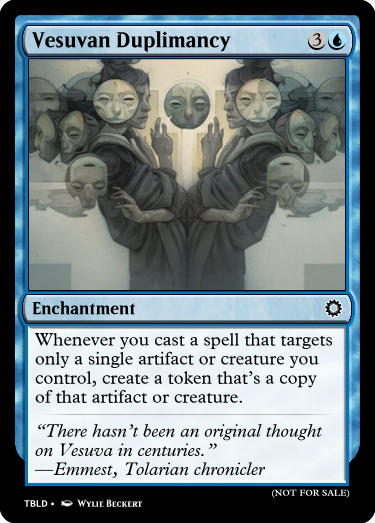 Vesuvan Duplimancy 3
Enchantment
Whenever you cast a spell that targets
only a single artifact or creature you
control, create a token that's a copy
of that artifact or creature.
“There hasn't been an original thought
on Vesuva in centuries.”
—Emmest, Tolarian chronicler
(NOT FOR SALE)
TBLD • Wylie Beckert